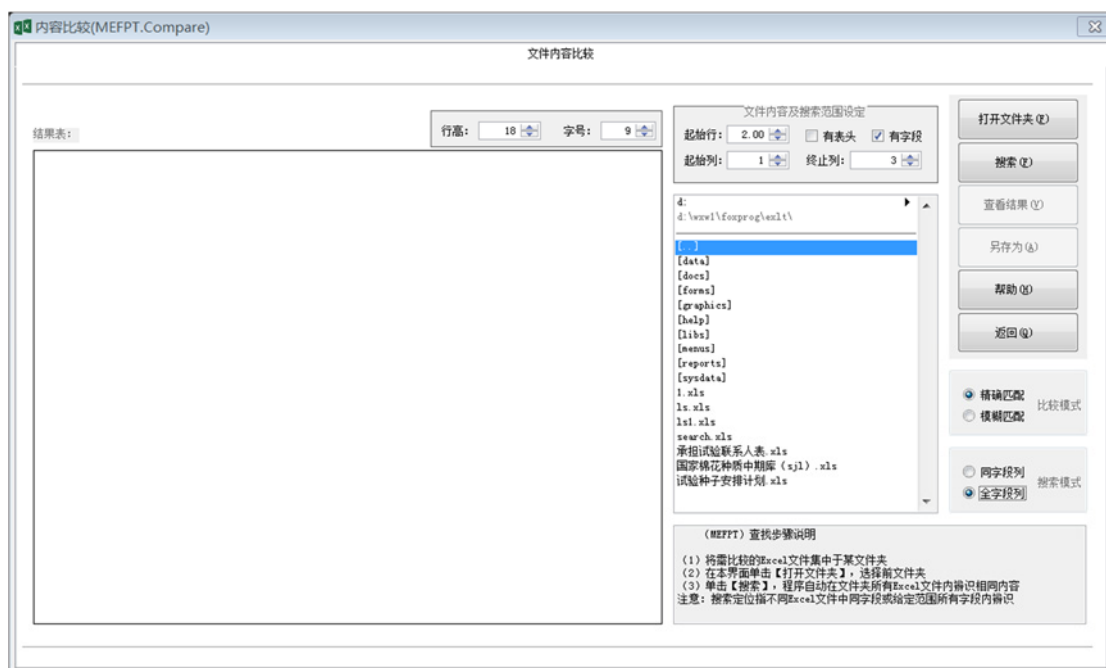 内容比较(MEFPT.Compare)
文件内容比较
结果表:
行高: 18 字号: 9
文件内容及搜索范围设定
起始行: 2.00 有表头 有字段
起始列: 1 终止列: 3
d:
d:\wxwl\foxprog\exlt\
[..]
[data]
[docs]
[forms]
[graphics]
[help]
[libs]
[menus]
[reports]
[sysdata]
1.xls
ls.xls
ls1.xls
search.xls
承担试验联系人表.xls
国家棉花种质中期库（sjl）.xls
试验种子安排计划.xls
打开文件夹(E)
搜索(F)
查看结果(V)
另存为(A)
帮助(H)
返回(Q)
精确匹配
模糊匹配
比较模式
同字段列
全字段列
搜索模式
（MEFPT）查找步骤说明
(1) 将需比较的Excel文件集中于某文件夹
(2) 在本界面单击【打开文件夹】，选择前文件夹
(3) 单击【搜索】，程序自动在文件夹所有Excel文件内辨识相同内容
注意: 搜索定位指不同Excel文件中同字段或给定范围所有字段内辨识